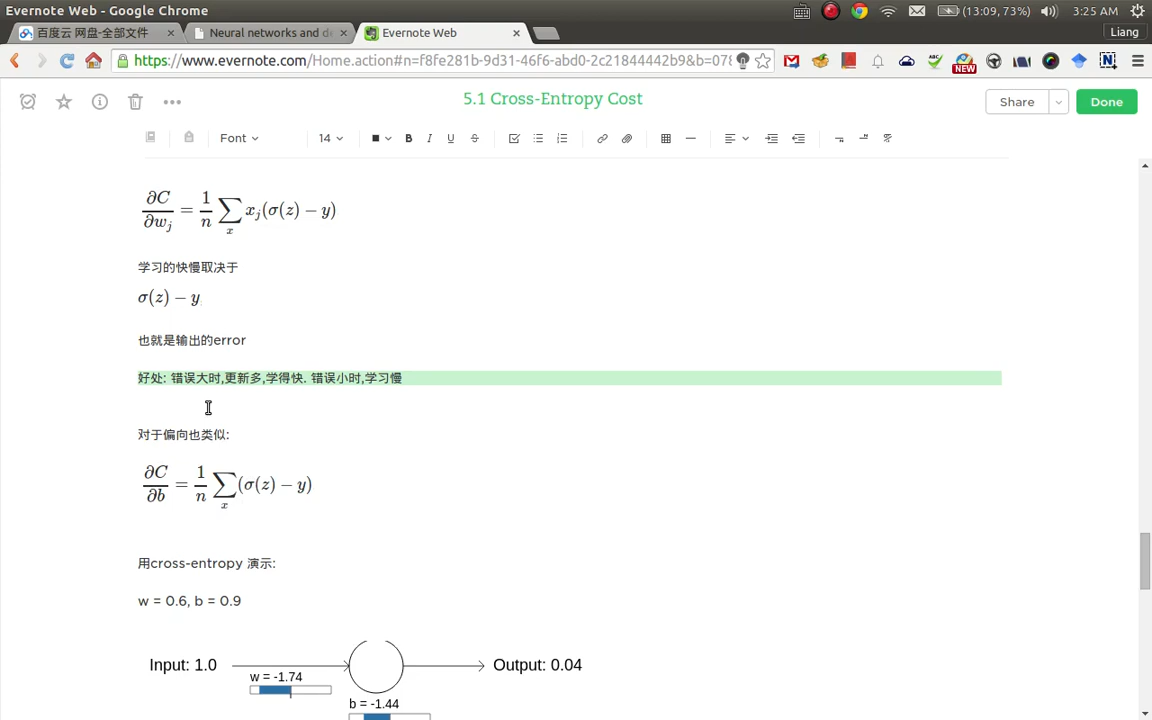 Evernote Web - Google Chrome
(13:09, 73%)
3:25 AM
百度云 网盘-全部文件
Neural networks and de
Evernote Web
Liang
https://www.evernote.com/Home.action#n=f8fe281b-9d31-46f6-abd0-2c21844442b9&b=078
NEW
5.1 Cross-Entropy Cost
Share
Done
Font
14
B
I
U
∂C/∂w_j = 1/n ∑_x x_j(σ(z) − y)
学习的快慢取决于
σ(z) − y
也就是输出的error
好处: 错误大时,更新多,学得快. 错误小时,学习慢
对于偏向也类似:
∂C/∂b = 1/n ∑_x (σ(z) − y)
用cross-entropy 演示:
w = 0.6, b = 0.9
Input: 1.0
Output: 0.04
w = -1.74
b = -1.44